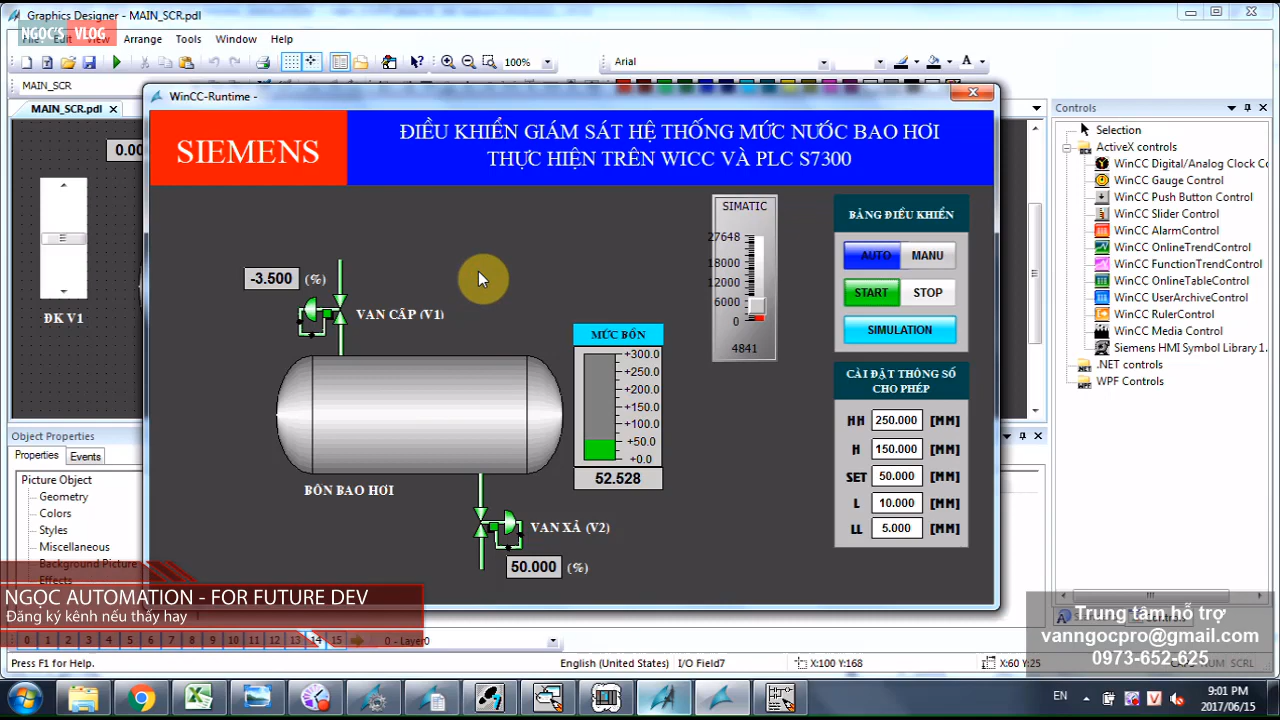 Graphics Designer - MAIN_SCR.pdl
NGỌC'S VLOG
File Edit View Arrange Tools Window Help
100%
Arial
MAIN_SCR
MAIN_SCR.pdl
WinCC-Runtime -
SIEMENS
ĐIỀU KHIỂN GIÁM SÁT HỆ THỐNG MỨC NƯỚC BAO HƠI
THỰC HIỆN TRÊN WICC VÀ PLC S7300
0.00
ĐK V1
-3.500 (%)
VAN CẤP (V1)
BỒN BAO HƠI
VAN XẢ (V2)
50.000 (%)
MỨC BỒN
+300.0
+250.0
+200.0
+150.0
+100.0
+50.0
+0.0
52.528
SIMATIC
27648
18000
12000
6000
0
4841
BẢNG ĐIỀU KHIỂN
AUTO MANU
START STOP
SIMULATION
CÀI ĐẶT THÔNG SỐ
CHO PHÉP
HH 250.000 [MM]
H 150.000 [MM]
SET 50.000 [MM]
L 10.000 [MM]
LL 5.000 [MM]
Controls
Selection
ActiveX controls
WinCC Digital/Analog Clock Co
WinCC Gauge Control
WinCC Push Button Control
WinCC Slider Control
WinCC AlarmControl
WinCC OnlineTrendControl
WinCC FunctionTrendControl
WinCC OnlineTableControl
WinCC UserArchiveControl
WinCC RulerControl
WinCC Media Control
Siemens HMI Symbol Library 1.
.NET controls
WPF Controls
Object Properties
Properties Events
Picture Object
Geometry
Colors
Styles
Miscellaneous
Background Picture
Effects
NGỌC AUTOMATION - FOR FUTURE DEV
Đăng ký kênh nếu thấy hay
0 1 2 3 4 5 6 7 8 9 10 11 12 13 14 15 0 - Layer0
Trung tâm hỗ trợ
vanngocpro@gmail.com
0973-652-625
Press F1 for Help.
English (United States) I/O Field7 X:100 Y:168 X:60 Y:25
SCRL
EN
9:01 PM
2017/06/15